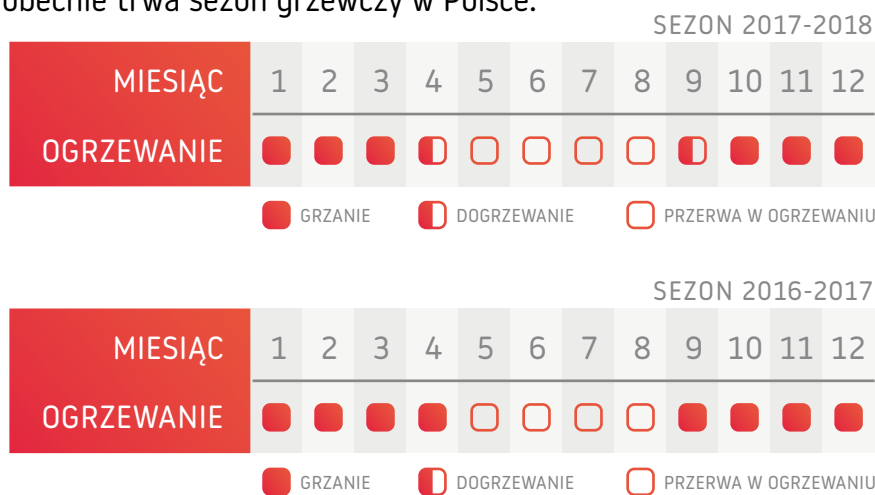 obecnie trwa sezon grzewczy w Polsce.
SEZON 2017-2018
MIESIĄC 1 2 3 4 5 6 7 8 9 10 11 12
OGRZEWANIE
GRZANIE DOGRZEWANIE PRZERWA W OGRZEWANIU
SEZON 2016-2017
MIESIĄC 1 2 3 4 5 6 7 8 9 10 11 12
OGRZEWANIE
GRZANIE DOGRZEWANIE PRZERWA W OGRZEWANIU